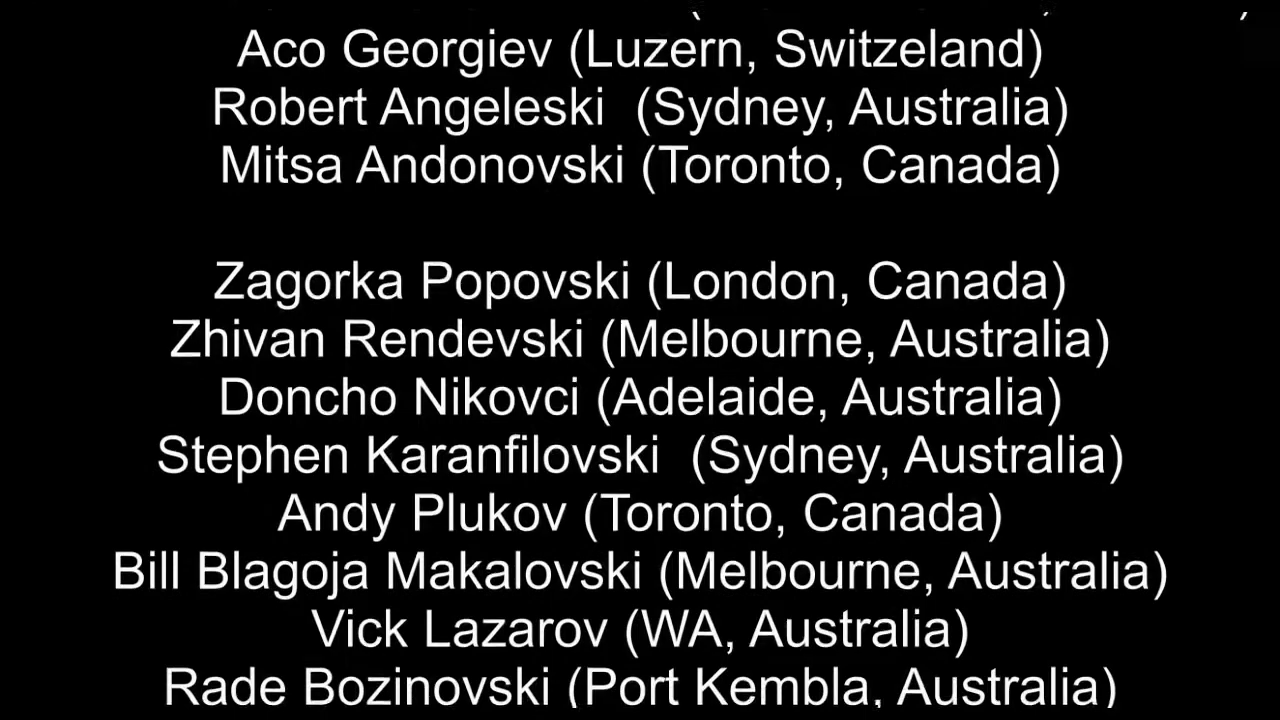 Aco Georgiev (Luzern, Switzeland)
Robert Angeleski  (Sydney, Australia)
Mitsa Andonovski (Toronto, Canada)
Zagorka Popovski (London, Canada)
Zhivan Rendevski (Melbourne, Australia)
Doncho Nikovci (Adelaide, Australia)
Stephen Karanfilovski  (Sydney, Australia)
Andy Plukov (Toronto, Canada)
Bill Blagoja Makalovski (Melbourne, Australia)
Vick Lazarov (WA, Australia)
Rade Bozinovski (Port Kembla, Australia)